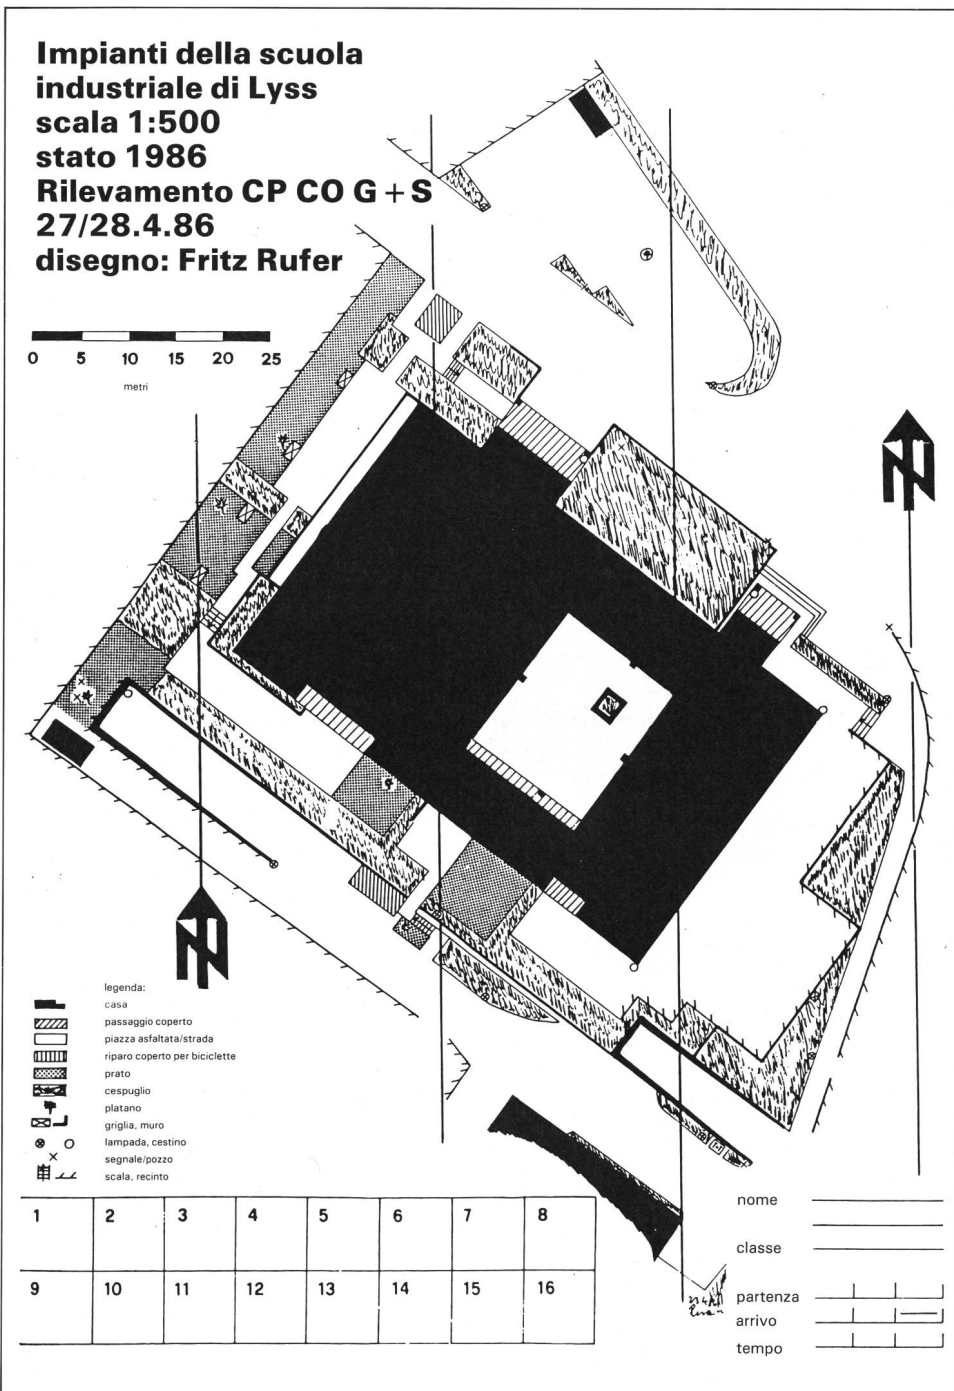 Impianti della scuola
industriale di Lyss
scala 1:500
stato 1986
Rilevamento CP CO G + S
27/28.4.86
disegno: Fritz Rufer
0 5 10 15 20 25
metri
N
N
legenda:
casa
passaggio coperto
piazza asfaltata/strada
riparo coperto per biciclette
prato
cespuglio
platano
griglia, muro
lampada, cestino
segnale/pozzo
scala, recinto
1 2 3 4 5 6 7 8
9 10 11 12 13 14 15 16
nome
classe
partenza
arrivo
tempo